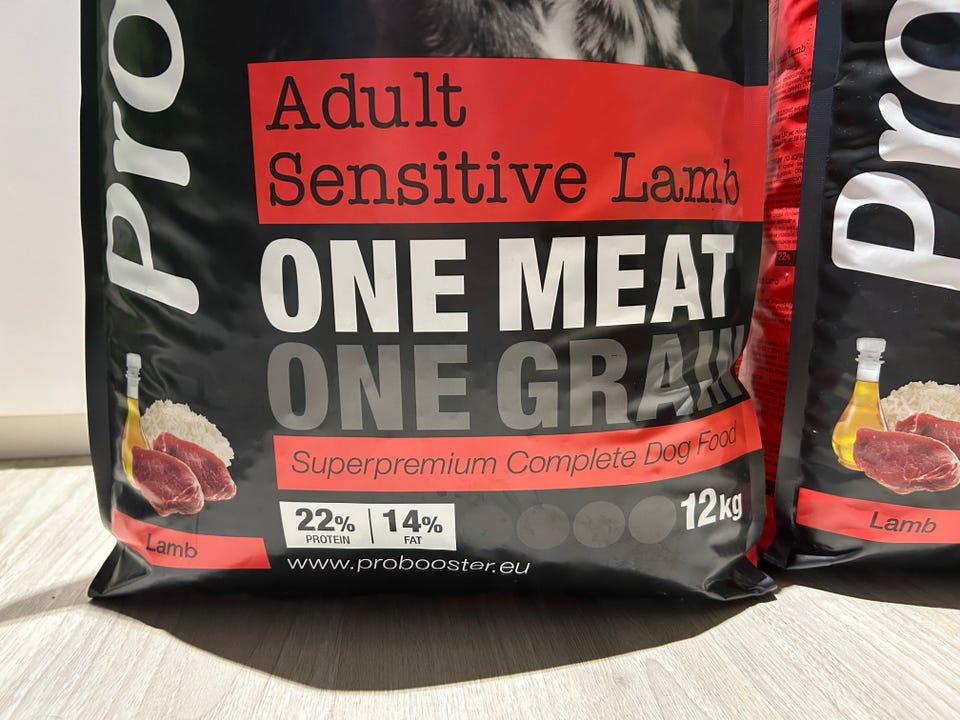 pro
Adult
Sensitive Lamb
ONE MEAT
ONE GRAIN
Superpremium Complete Dog Food
22% PROTEIN | 14% FAT
12kg
www.probooster.eu
Lamb
22%
pro
Lamb